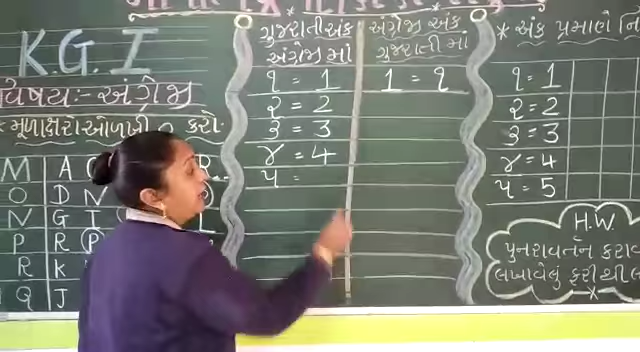 K.G. I
વિષય:- અંગ્રેજી
મૂળાક્ષરો ઓળખી
કરો.
M A
O D N
N G I
P R P
R K
Q J
ગુજરાતી અંક
અંગ્રેજી માં
૧ = 1
૨ = 2
૩ = 3
૪ = 4
૫ =
અંગ્રેજી અંક
ગુજરાતી માં
1 = ૧
* અંક પ્રમાણે નિ
૧ = 1
૨ = 2
૩ = 3
૪ = 4
૫ = 5
H.W.
પુનરાવર્તન કરાવ
લખાવેલું ફરીથી લ